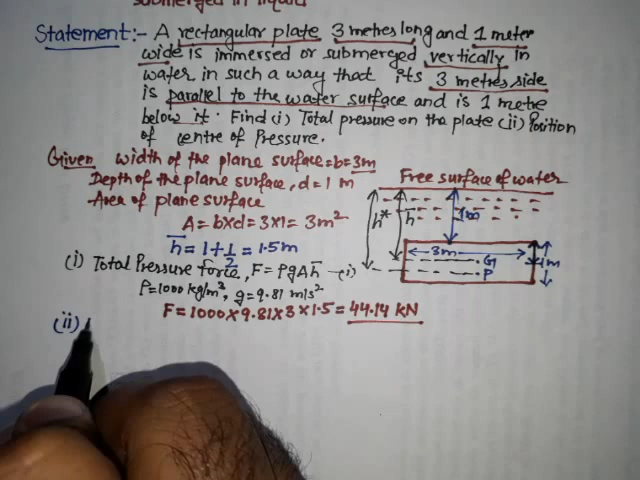 submerged in liquid
Statement:- A rectangular plate 3 metres long and 1 meter
wide is immersed or submerged vertically in
water in such a way that its 3 metres side
is parallel to the water surface and is 1 metre
below it. Find (i) Total pressure on the plate (ii) Position
of centre of Pressure.
Given width of the plane surface = b = 3m
Depth of the plane surface, d = 1 m
Area of plane surface
A = b×d = 3×1 = 3m²
h̅ = 1+1/2 = 1.5m
(i) Total Pressure force, F = ρgAh̅ —(i)
ρ=1000 kg/m³, g=9.81 m/s²
F = 1000×9.81×3×1.5 = 44.14 KN
(ii)
Free surface of water
h*
h̅
1m
3m
G
P
1m